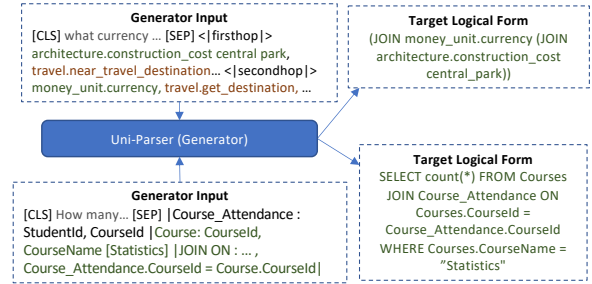 Generator Input
[CLS] what currency ... [SEP] <|firsthop|>
architecture.construction_cost central park,
travel.near_travel_destination... <|secondhop|>
money_unit.currency, travel.get_destination, ...
Target Logical Form
(JOIN money_unit.currency (JOIN
architecture.construction_cost
central_park))
Uni-Parser (Generator)
Generator Input
[CLS] How many... [SEP] |Course_Attendance :
StudentId, CourseId |Course: CourseId,
CourseName [Statistics] |JOIN ON : ... ,
Course_Attendance.CourseId = Course.CourseId|
Target Logical Form
SELECT count(*) FROM Courses
JOIN Course_Attendance ON
Courses.CourseId =
Course_Attendance.CourseId
WHERE Courses.CourseName =
"Statistics"